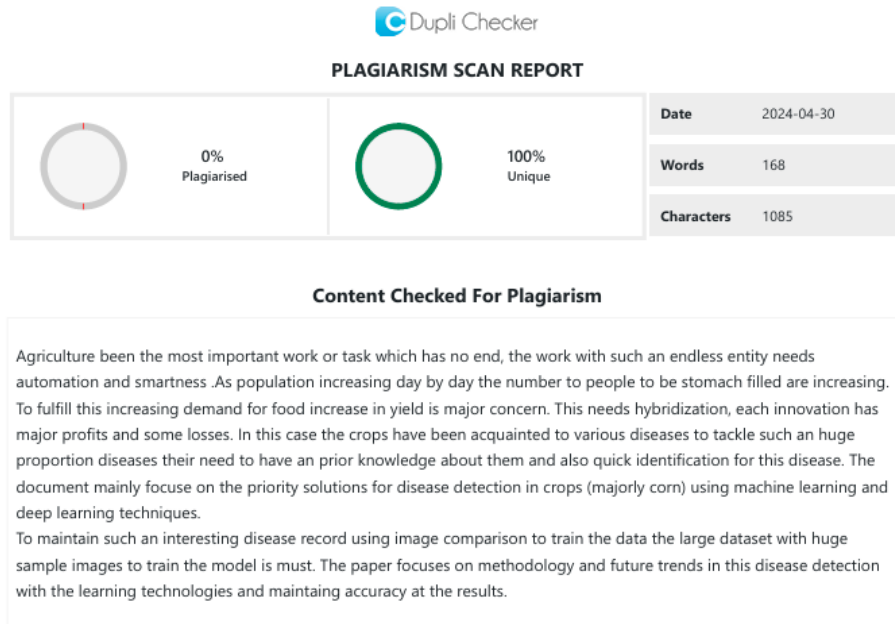 Dupli Checker
PLAGIARISM SCAN REPORT
0%
Plagiarised
100%
Unique
Date 2024-04-30
Words 168
Characters 1085
Content Checked For Plagiarism
Agriculture been the most important work or task which has no end, the work with such an endless entity needs
automation and smartness .As population increasing day by day the number to people to be stomach filled are increasing.
To fulfill this increasing demand for food increase in yield is major concern. This needs hybridization, each innovation has
major profits and some losses. In this case the crops have been acquainted to various diseases to tackle such an huge
proportion diseases their need to have an prior knowledge about them and also quick identification for this disease. The
document mainly focus on the priority solutions for disease detection in crops (majorly corn) using machine learning and
deep learning techniques.
To maintain such an interesting disease record using image comparison to train the data the large dataset with huge
sample images to train the model is must. The paper focuses on methodology and future trends in this disease detection
with the learning technologies and maintaing accuracy at the results.